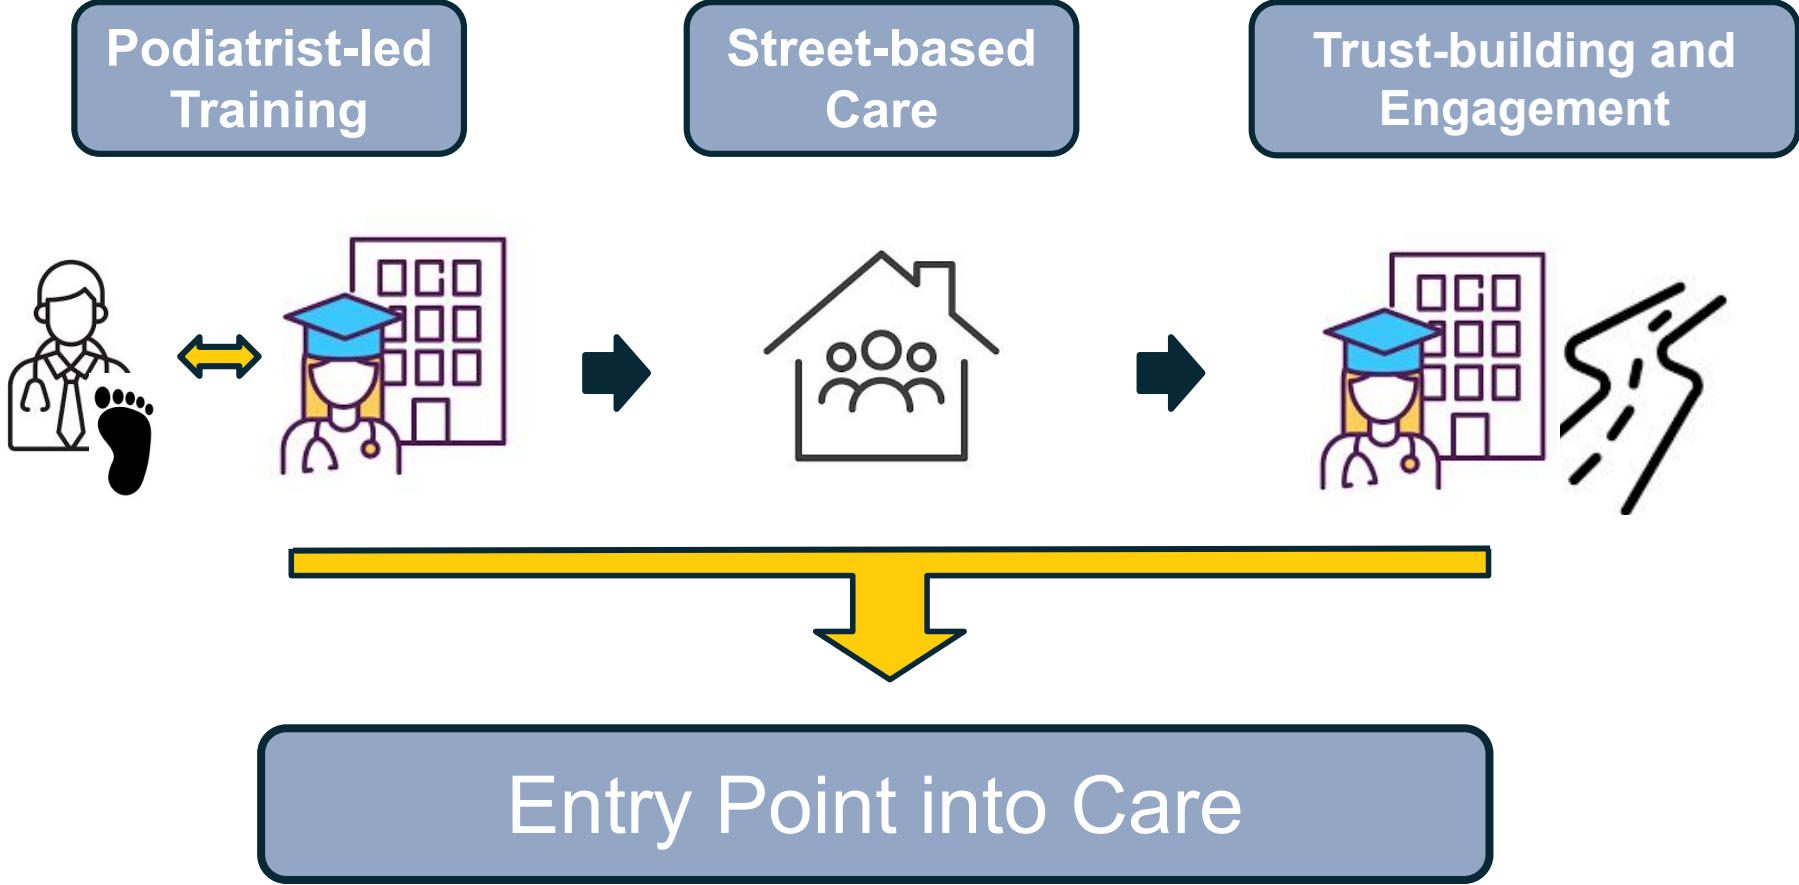 Podiatrist-led
Training
Street-based
Care
Trust-building and
Engagement
Entry Point into Care